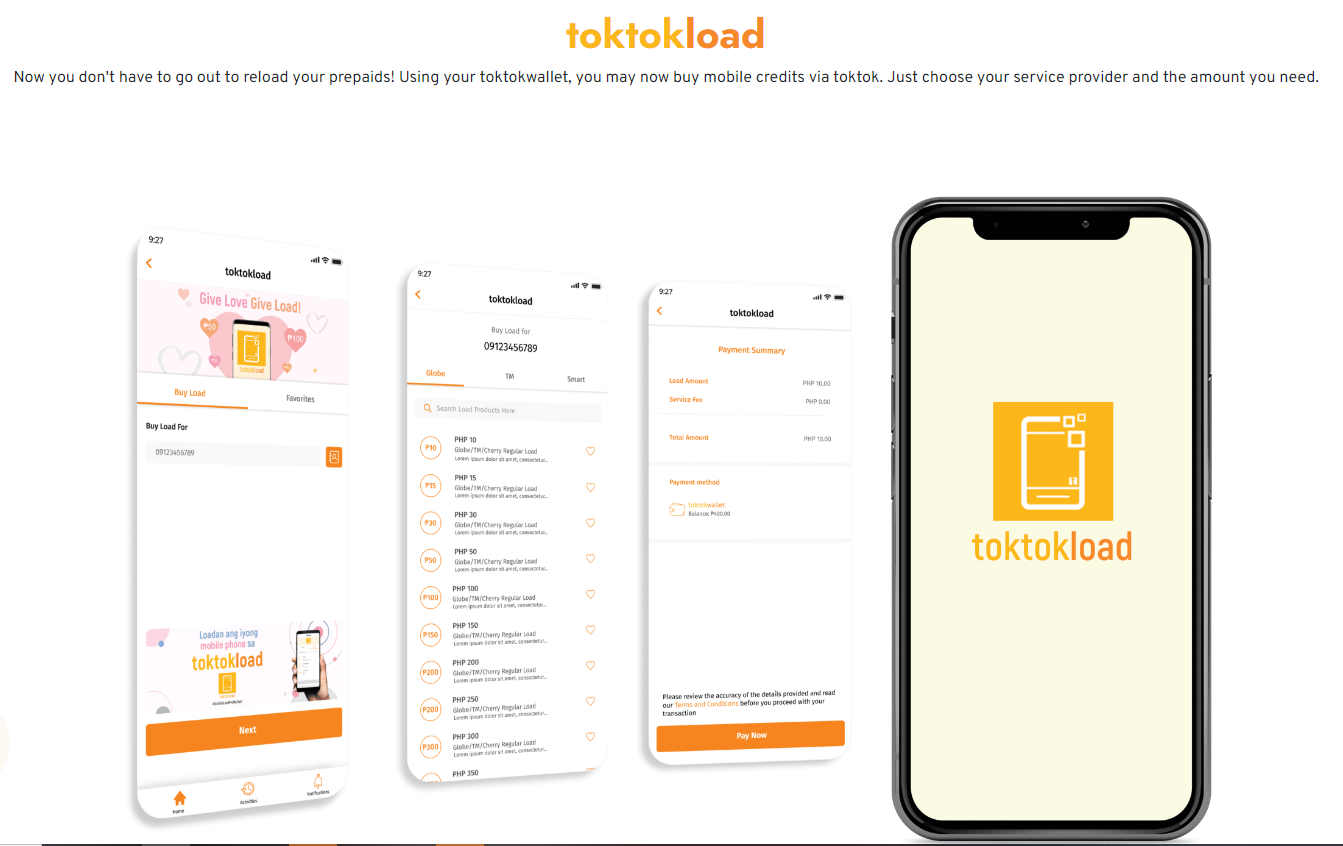 toktokload
Now you don't have to go out to reload your prepaids! Using your toktokwallet, you may now buy mobile credits via toktok. Just choose your service provider and the amount you need.
9:27
toktokload
Give Love Give Load!
₱50
₱100
toktokload
Buy Load
Favorites
Buy Load For
09123456789
Loadan ang iyong
mobile phone sa
toktokload
Next
Home
Activities
Notifications
9:27
toktokload
Buy Load for
09123456789
Globe
TM
Smart
Search Load Products Here
₱10
PHP 10
Globe/TM/Cherry Regular Load
Lorem ipsum dolor sit amet, consectetur...
₱15
PHP 15
Globe/TM/Cherry Regular Load
Lorem ipsum dolor sit amet, consectetur...
₱30
PHP 30
Globe/TM/Cherry Regular Load
Lorem ipsum dolor sit amet, consectetur...
₱50
PHP 50
Globe/TM/Cherry Regular Load
Lorem ipsum dolor sit amet, consectetur...
₱100
PHP 100
Globe/TM/Cherry Regular Load
Lorem ipsum dolor sit amet, consectetur...
₱150
PHP 150
Globe/TM/Cherry Regular Load
Lorem ipsum dolor sit amet, consectetur...
₱200
PHP 200
Globe/TM/Cherry Regular Load
Lorem ipsum dolor sit amet, consectetur...
₱200
PHP 250
Globe/TM/Cherry Regular Load
Lorem ipsum dolor sit amet, consectetur...
₱300
PHP 300
Globe/TM/Cherry Regular Load
Lorem ipsum dolor sit amet, consectetur...
PHP 350
9:27
toktokload
Payment Summary
Load Amount PHP 10.00
Service Fee PHP 0.00
Total Amount PHP 10.00
Payment method
toktokwallet
Balance: ₱400.00
Please review the accuracy of the details provided and read
our Terms and Conditions before you proceed with your
transaction
Pay Now
toktokload